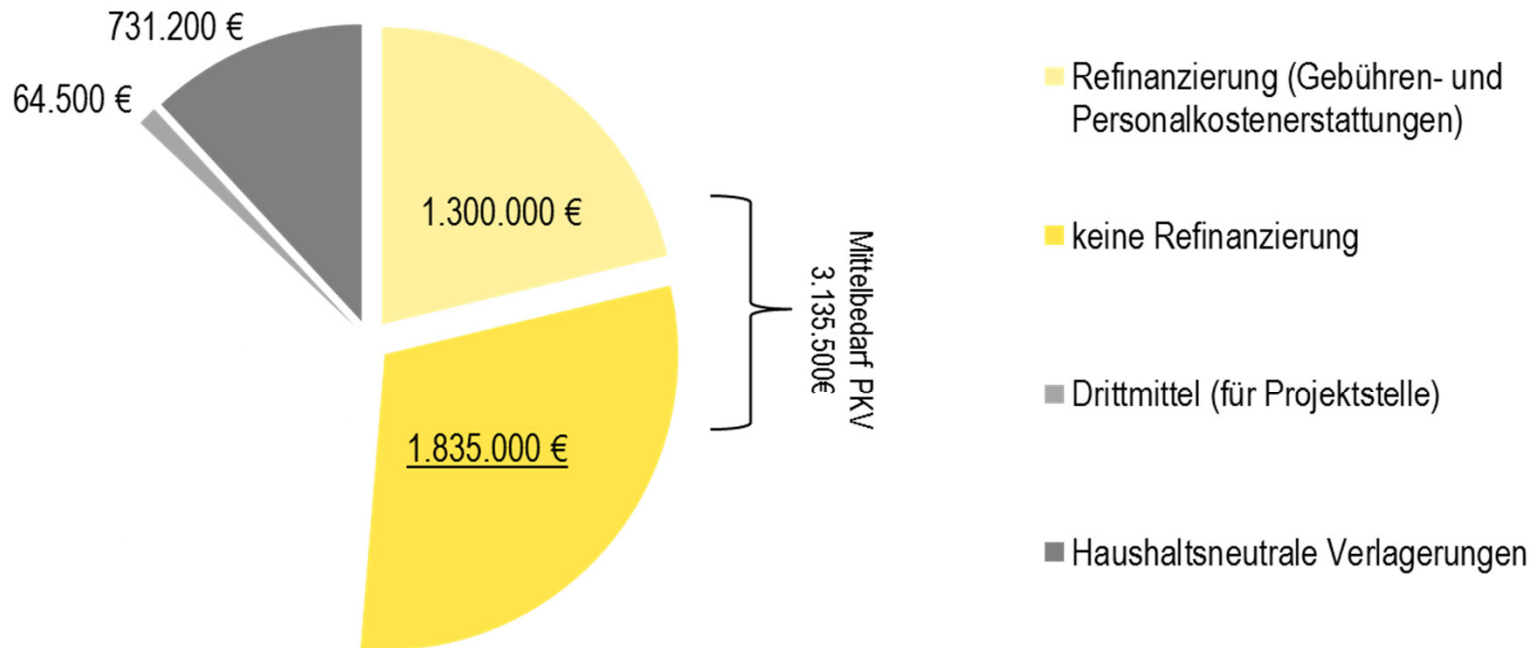 731.200 €
64.500 €
1.300.000 €
1.835.000 €
Mittelbedarf PKV
3.135.500€
Refinanzierung (Gebühren- und
Personalkostenerstattungen)
keine Refinanzierung
Drittmittel (für Projektstelle)
Haushaltsneutrale Verlagerungen